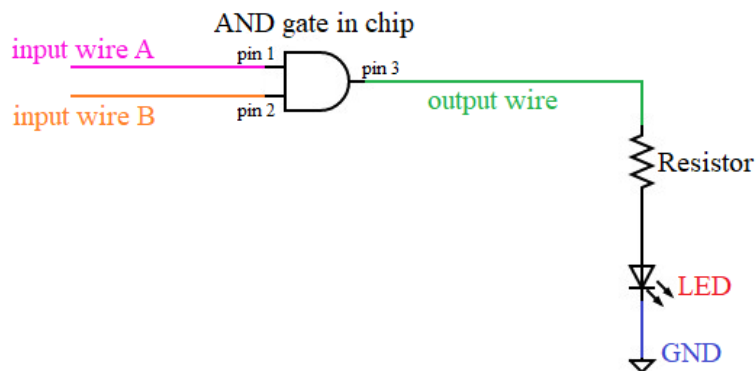 AND gate in chip
input wire A
pin 1
pin 3
input wire B
pin 2
output wire
Resistor
LED
GND